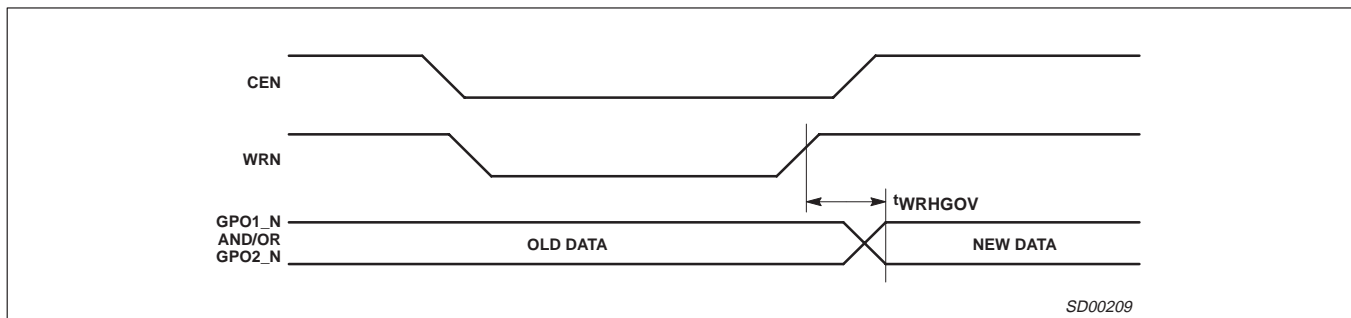 CEN
WRN
tWRHGOV
GPO1_N
AND/OR
GPO2_N
OLD DATA
NEW DATA
SD00209